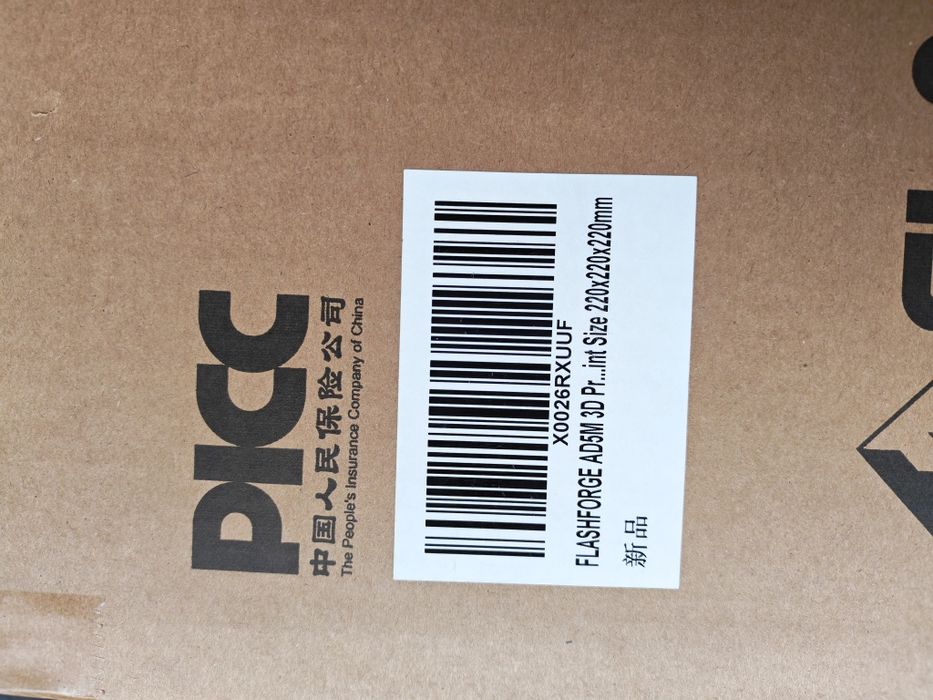 PICC
中国人民保险公司
The People's Insurance Company of China
X0026RXUUF
FLASHFORGE AD5M 3D Pr...int Size 220x220x220mm
新品